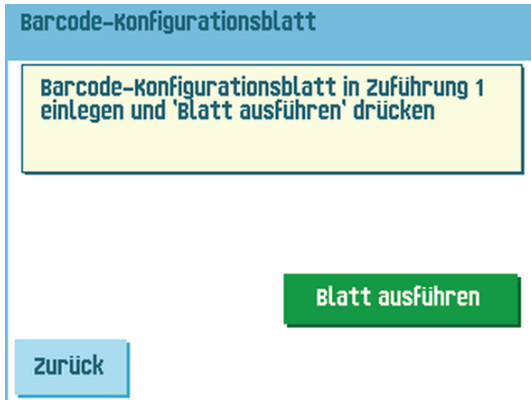 Barcode-Konfigurationsblatt
Barcode-Konfigurationsblatt in Zuführung 1
einlegen und 'Blatt ausführen' drücken
Blatt ausführen
Zurück